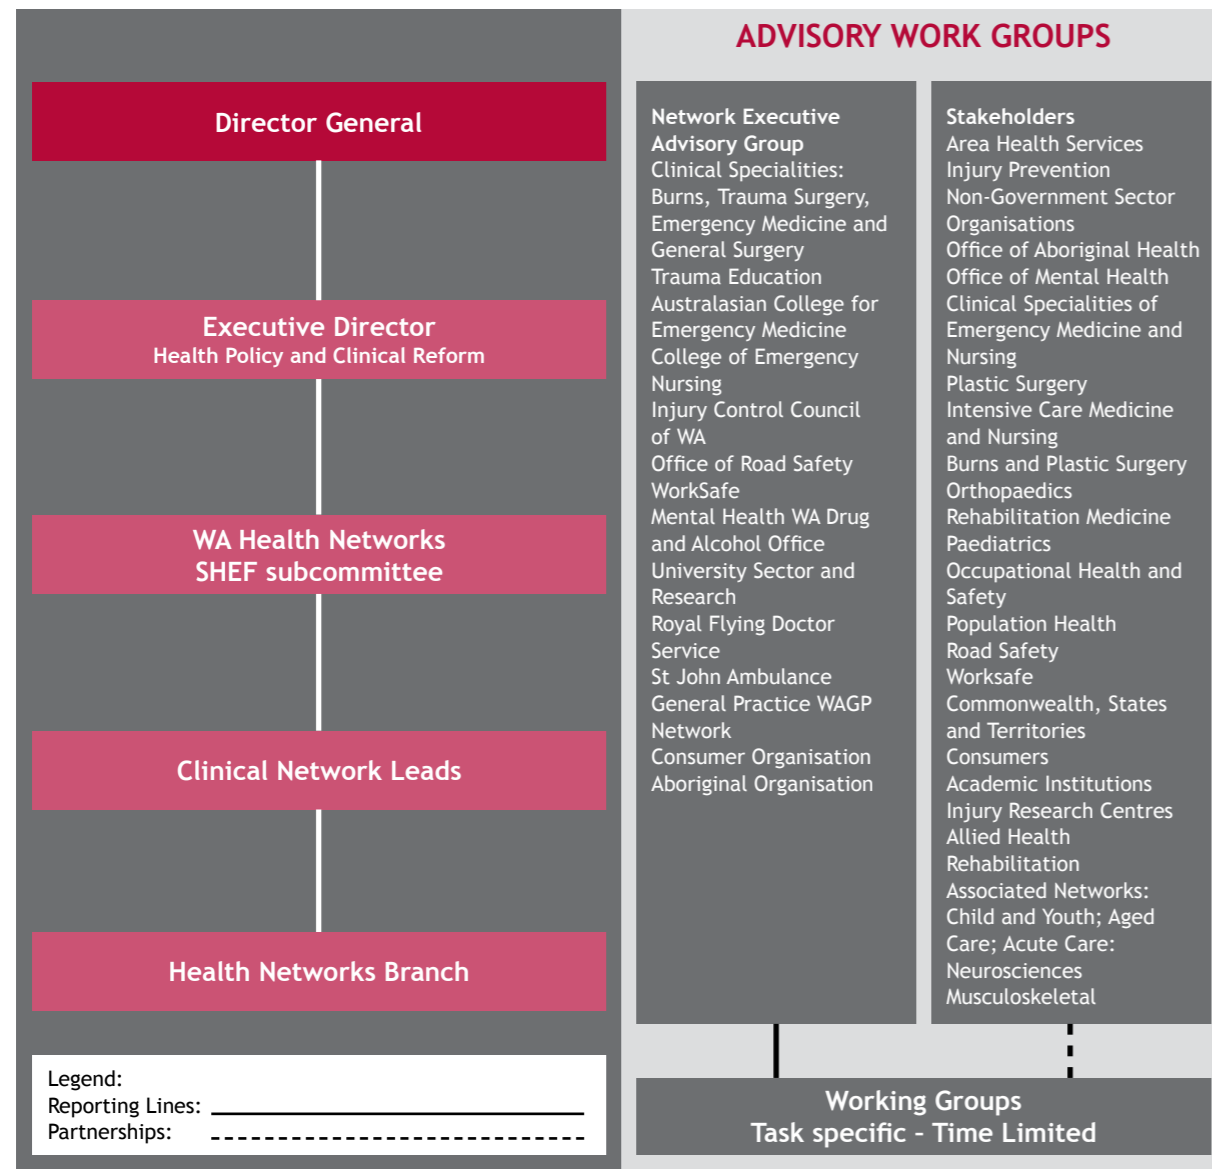 ADVISORY WORK GROUPS
Director General
Executive Director
Health Policy and Clinical Reform
WA Health Networks
SHEF subcommittee
Clinical Network Leads
Health Networks Branch
Legend:
Reporting Lines:
Partnerships:
Network Executive
Advisory Group
Clinical Specialities:
Burns, Trauma Surgery,
Emergency Medicine and
General Surgery
Trauma Education
Australasian College for
Emergency Medicine
College of Emergency
Nursing
Injury Control Council
of WA
Office of Road Safety
WorkSafe
Mental Health WA Drug
and Alcohol Office
University Sector and
Research
Royal Flying Doctor
Service
St John Ambulance
General Practice WAGP
Network
Consumer Organisation
Aboriginal Organisation
Stakeholders
Area Health Services
Injury Prevention
Non-Government Sector
Organisations
Office of Aboriginal Health
Office of Mental Health
Clinical Specialities of
Emergency Medicine and
Nursing
Plastic Surgery
Intensive Care Medicine
and Nursing
Burns and Plastic Surgery
Orthopaedics
Rehabilitation Medicine
Paediatrics
Occupational Health and
Safety
Population Health
Road Safety
Worksafe
Commonwealth, States
and Territories
Consumers
Academic Institutions
Injury Research Centres
Allied Health
Rehabilitation
Associated Networks:
Child and Youth; Aged
Care; Acute Care:
Neurosciences
Musculoskeletal
Working Groups
Task specific – Time Limited